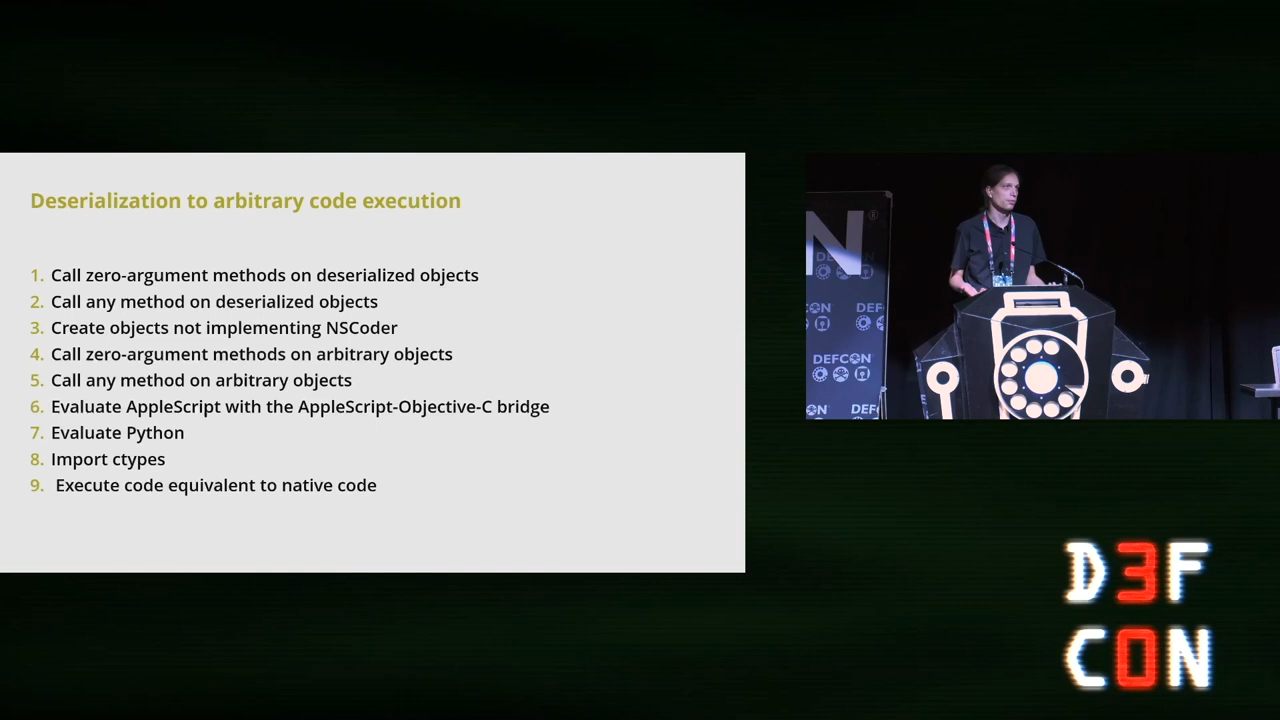 Deserialization to arbitrary code execution
1. Call zero-argument methods on deserialized objects
2. Call any method on deserialized objects
3. Create objects not implementing NSCoder
4. Call zero-argument methods on arbitrary objects
5. Call any method on arbitrary objects
6. Evaluate AppleScript with the AppleScript-Objective-C bridge
7. Evaluate Python
8. Import ctypes
9. Execute code equivalent to native code
N®
DEFCON
D3F
C0N